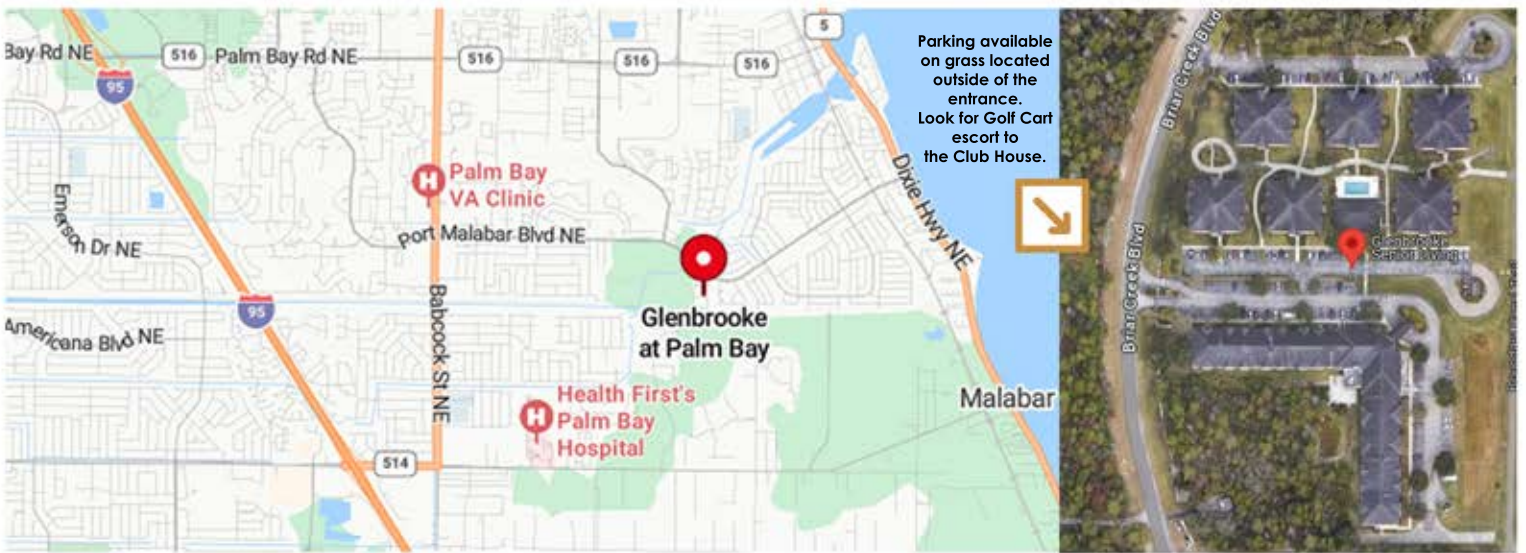 Bay Rd NE
516
Palm Bay Rd NE
516
516
516
5
95
Palm Bay
VA Clinic
Emerson Dr NE
Port Malabar Blvd NE
Dixie Hwy NE
95
Americana Blvd NE
Babcock St NE
Glenbrooke
at Palm Bay
Health First's
Palm Bay
Hospital
Malabar
514
Parking available
on grass located
outside of the
entrance.
Look for Golf Cart
escort to
the Club House.
Briar Creek Blvd
Briar Creek Blvd
Glenbrooke
Senior Living